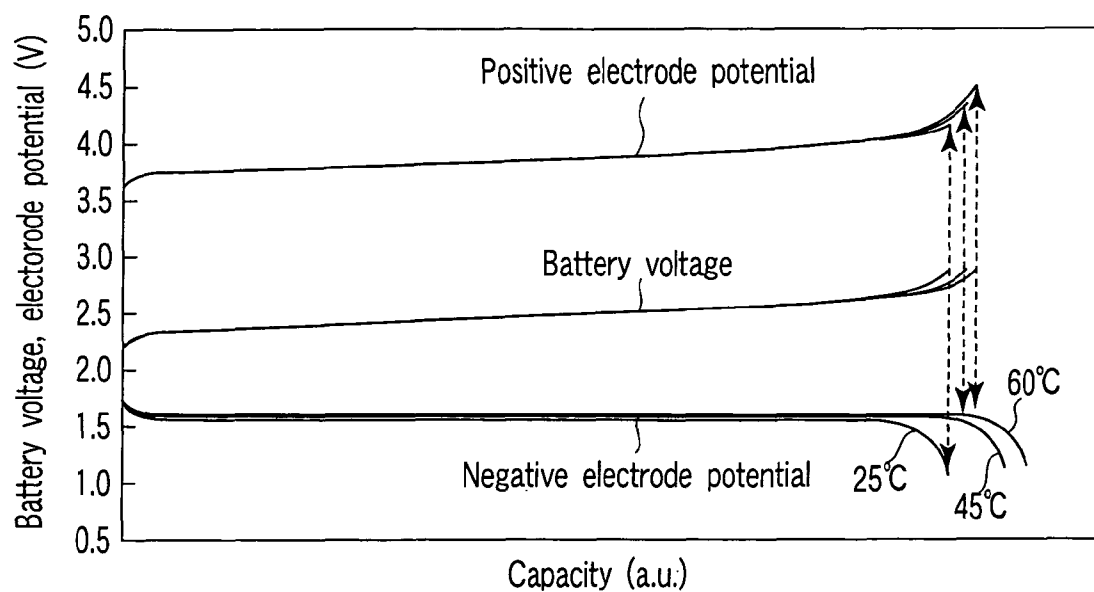 Battery voltage, electorode potential (V)
5.0
4.5
4.0
3.5
3.0
2.5
2.0
1.5
1.0
0.5
Positive electrode potential
Battery voltage
Negative electrode potential
25°C
45°C
60°C
Capacity (a.u.)